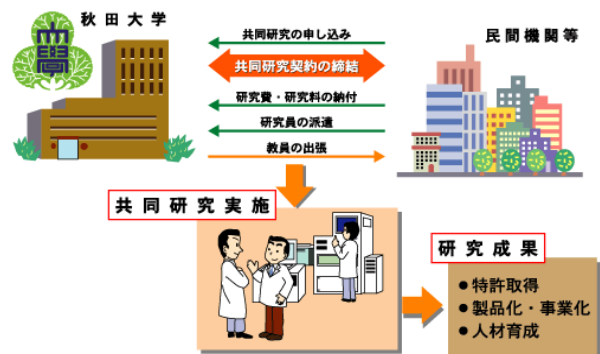 秋田大学
大學
民間機関等
共同研究の申し込み
共同研究契約の締結
研究費・研究料の納付
研究員の派遣
教員の出張
共同研究実施
研究成果
●特許取得
●製品化・事業化
●人材育成